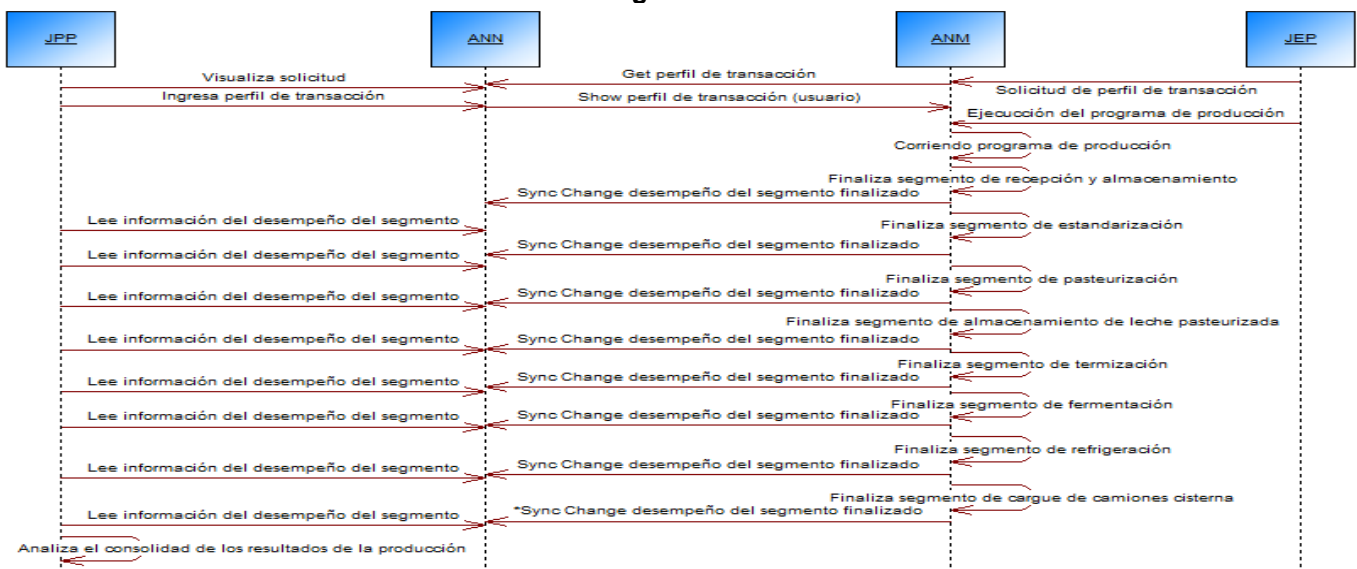 JPP
ANN
ANM
JEP
Visualiza solicitud
Get perfil de transacción
Solicitud de perfil de transacción
Ingresa perfil de transacción
Show perfil de transacción (usuario)
Ejecucción del programa de producción
Corriendo programa de producción
Finaliza segmento de recepción y almacenamiento
Sync Change desempeño del segmento finalizado
Lee información del desempeño del segmento
Finaliza segmento de estandarización
Sync Change desempeño del segmento finalizado
Lee información del desempeño del segmento
Finaliza segmento de pasteurización
Sync Change desempeño del segmento finalizado
Lee información del desempeño del segmento
Finaliza segmento de almacenamiento de leche pasteurizada
Sync Change desempeño del segmento finalizado
Lee información del desempeño del segmento
Finaliza segmento de termización
Sync Change desempeño del segmento finalizado
Lee información del desempeño del segmento
Finaliza segmento de fermentación
Sync Change desempeño del segmento finalizado
Lee información del desempeño del segmento
Finaliza segmento de refrigeración
Sync Change desempeño del segmento finalizado
Lee información del desempeño del segmento
Finaliza segmento de cargue de camiones cisterna
*Sync Change desempeño del segmento finalizado
Lee información del desempeño del segmento
Analiza el consolidad de los resultados de la producción